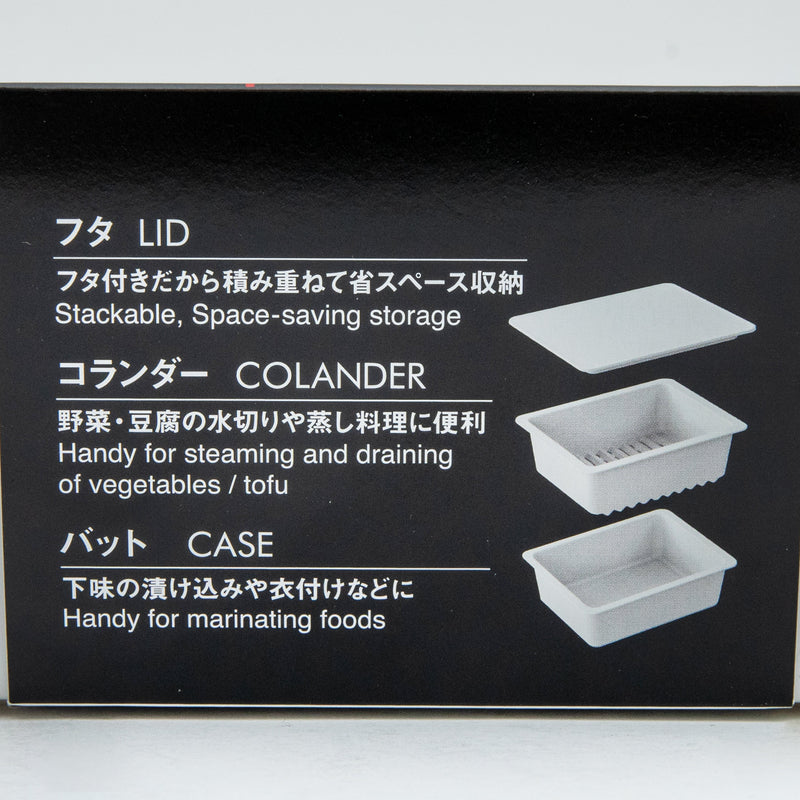 フタ LID
フタ付きだから積み重ねて省スペース収納
Stackable, Space-saving storage
コランダー COLANDER
野菜・豆腐の水切りや蒸し料理に便利
Handy for steaming and draining
of vegetables / tofu
バット CASE
下味の漬け込みや衣付けなどに
Handy for marinating foods